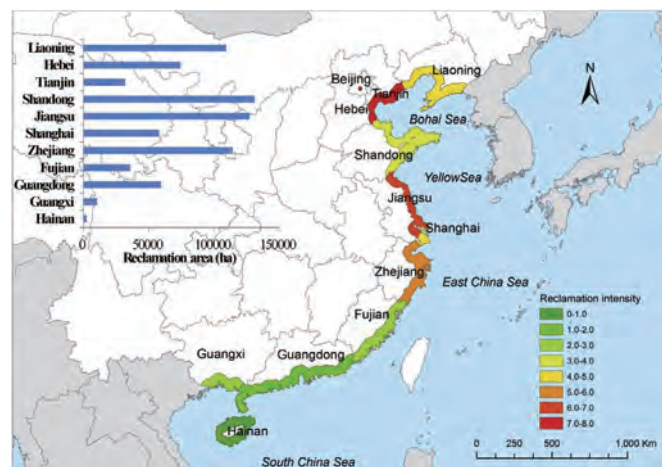 Liaoning
Hebei
Tianjin
Shandong
Jiangsu
Shanghai
Zhejiang
Fujian
Guangdong
Guangxi
Hainan
0 50000 100000 150000
Reclamation area (ha)
N
Beijing
Liaoning
Tianjin
Hebei
Bohai Sea
Shandong
YellowSea
Jiangsu
Shanghai
Zhejiang
East China Sea
Fujian
Guangxi
Guangdong
Hainan
South China Sea
Reclamation intensity
0-1.0
1.0-2.0
2.0-3.0
3.0-4.0
4.0-5.0
5.0-6.0
6.0-7.0
7.0-8.0
0 250 500 1,000 Km